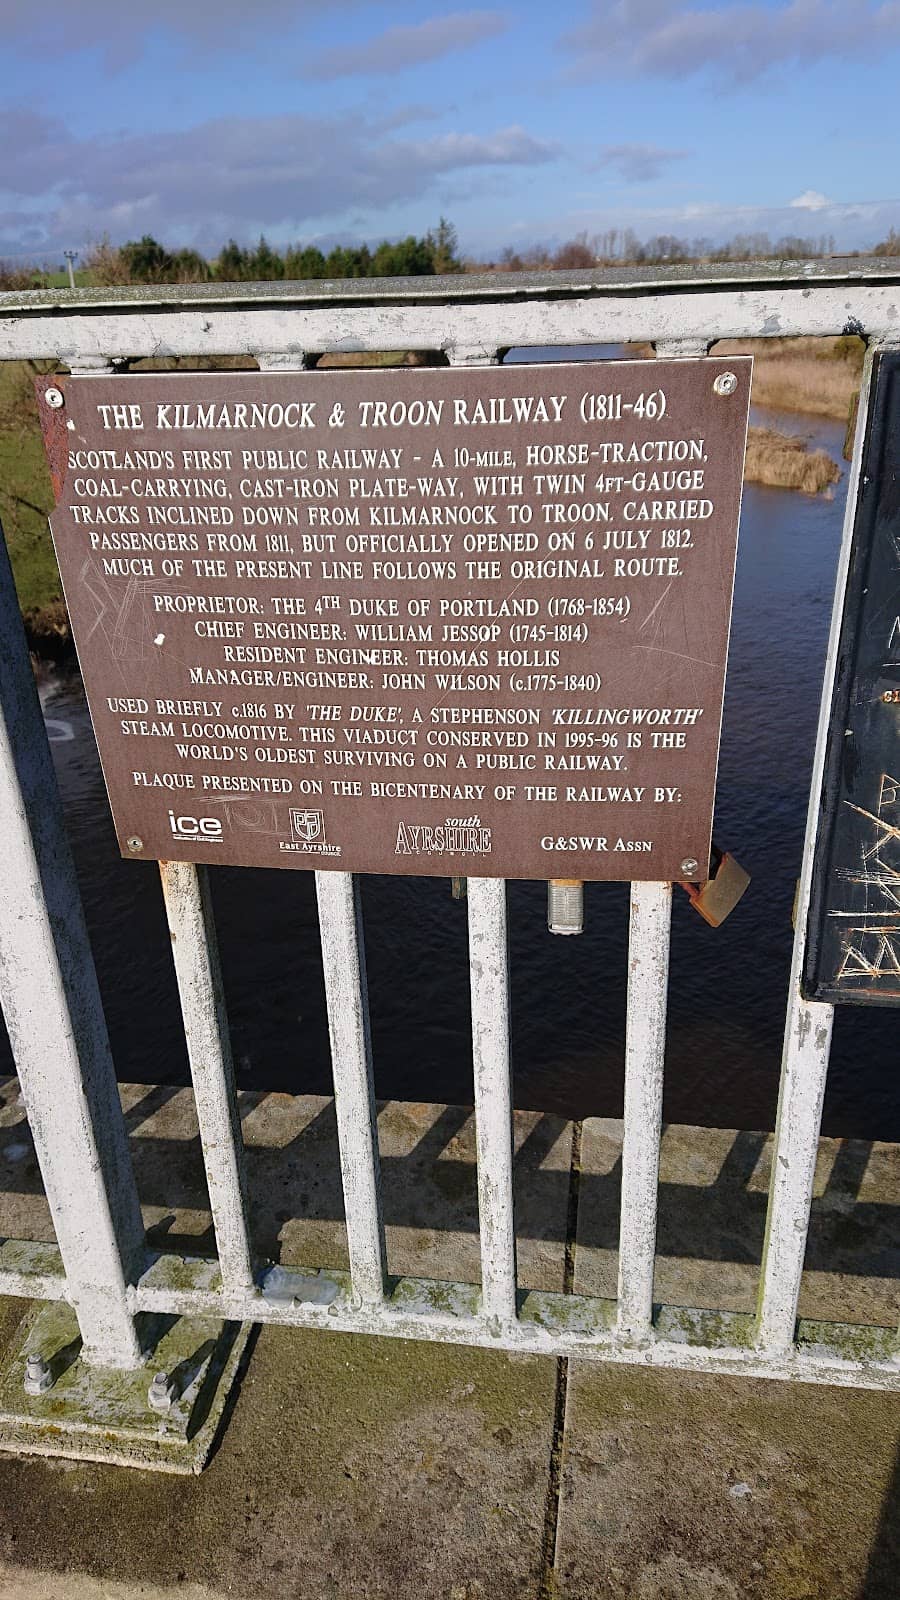 THE KILMARNOCK & TROON RAILWAY (1811-46)
SCOTLAND'S FIRST PUBLIC RAILWAY - A 10-MILE, HORSE-TRACTION,
COAL-CARRYING, CAST-IRON PLATE-WAY, WITH TWIN 4FT-GAUGE
TRACKS INCLINED DOWN FROM KILMARNOCK TO TROON. CARRIED
PASSENGERS FROM 1811, BUT OFFICIALLY OPENED ON 6 JULY 1812.
MUCH OF THE PRESENT LINE FOLLOWS THE ORIGINAL ROUTE.
PROPRIETOR: THE 4TH DUKE OF PORTLAND (1768-1854)
CHIEF ENGINEER: WILLIAM JESSOP (1745-1814)
RESIDENT ENGINEER: THOMAS HOLLIS
MANAGER/ENGINEER: JOHN WILSON (c.1775-1840)
USED BRIEFLY c.1816 BY 'THE DUKE', A STEPHENSON 'KILLINGWORTH'
STEAM LOCOMOTIVE. THIS VIADUCT CONSERVED IN 1995-96 IS THE
WORLD'S OLDEST SURVIVING ON A PUBLIC RAILWAY.
PLAQUE PRESENTED ON THE BICENTENARY OF THE RAILWAY BY:
ice
East Ayrshire
COUNCIL
south
AYRSHIRE
COUNCIL
G&SWR ASSN